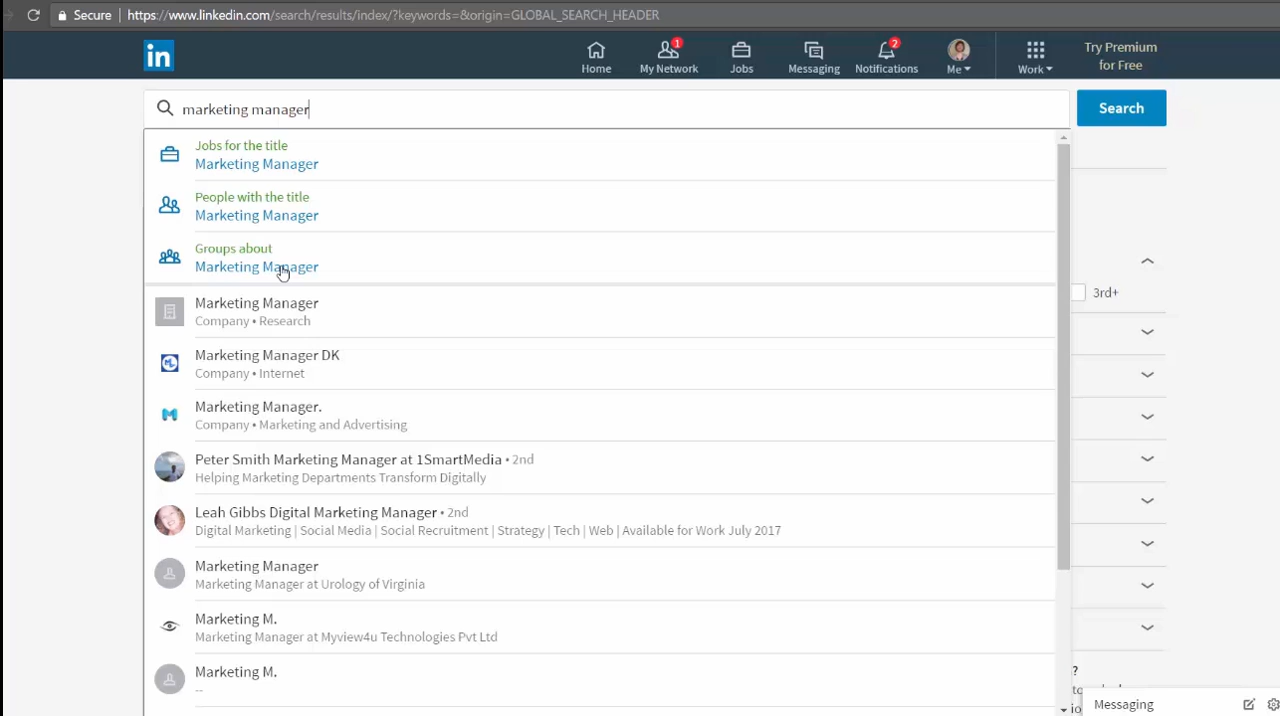 Secure | https://www.linkedin.com/search/results/index/?keywords=&origin=GLOBAL_SEARCH_HEADER
in
Home
My Network
1
Jobs
Messaging
Notifications
2
Me
Work
Try Premium
for Free
marketing manager
Search
Jobs for the title
Marketing Manager
People with the title
Marketing Manager
Groups about
Marketing Manager
3rd+
Marketing Manager
Company • Research
Marketing Manager DK
Company • Internet
Marketing Manager.
Company • Marketing and Advertising
Peter Smith Marketing Manager at 1SmartMedia • 2nd
Helping Marketing Departments Transform Digitally
Leah Gibbs Digital Marketing Manager • 2nd
Digital Marketing | Social Media | Social Recruitment | Strategy | Tech | Web | Available for Work July 2017
Marketing Manager
Marketing Manager at Urology of Virginia
Marketing M.
Marketing Manager at Myview4u Technologies Pvt Ltd
Marketing M.
--
?
Messaging